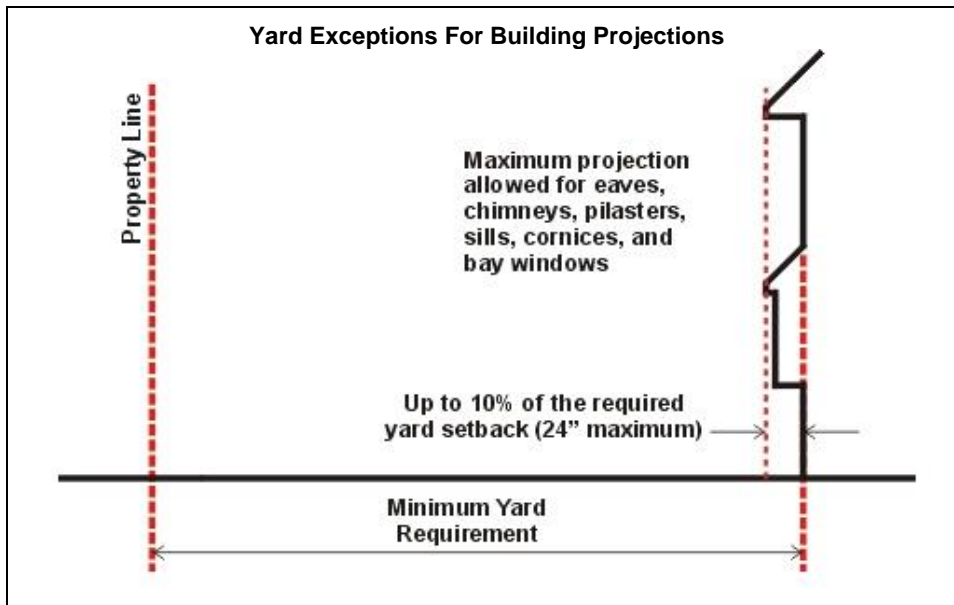 Yard Exceptions For Building Projections
Property Line
Maximum projection
allowed for eaves,
chimneys, pilasters,
sills, cornices, and
bay windows
Up to 10% of the required
yard setback (24” maximum)
Minimum Yard
Requirement